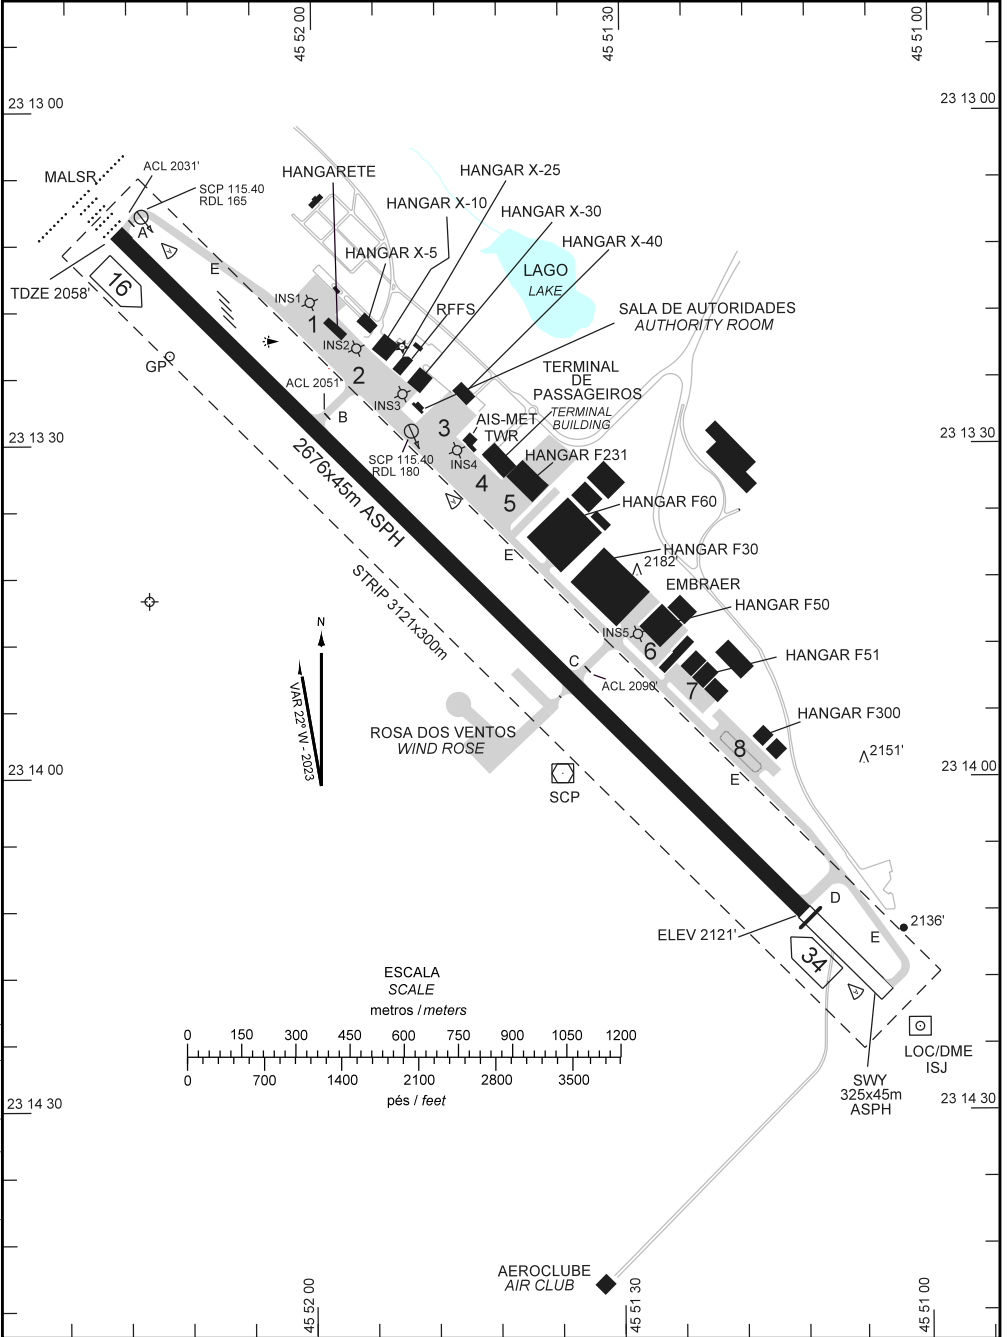 45 52 00
45 51 30
45 51 00
23 13 00
23 13 00
MALSR
ACL 2031'
SCP 115.40
RDL 165
HANGARETE
HANGAR X-25
HANGAR X-10
HANGAR X-30
HANGAR X-5
HANGAR X-40
A
E
TDZE 2058'
16
LAGO
LAKE
INS1
1
RFFS
SALA DE AUTORIDADES
AUTHORITY ROOM
INS2
GP
2
TERMINAL
DE
PASSAGEIROS
TERMINAL
BUILDING
ACL 2051'
B
INS3
3
AIS-MET
TWR
23 13 30
23 13 30
SCP 115.40
RDL 180
INS4
4
5
HANGAR F231
2676x45m ASPH
HANGAR F60
E
HANGAR F30
2182'
EMBRAER
HANGAR F50
STRIP 3121x300m
N
VAR 22º W - 2023
INS5
6
HANGAR F51
C
ACL 2090'
7
HANGAR F300
ROSA DOS VENTOS
WIND ROSE
8
2151'
23 14 00
23 14 00
E
SCP
D
2136'
ELEV 2121'
E
34
ESCALA
SCALE
metros / meters
0 150 300 450 600 750 900 1050 1200
0 700 1400 2100 2800 3500
pés / feet
LOC/DME
ISJ
SWY
325x45m
ASPH
23 14 30
23 14 30
AEROCLUBE
AIR CLUB
45 52 00
45 51 30
45 51 00